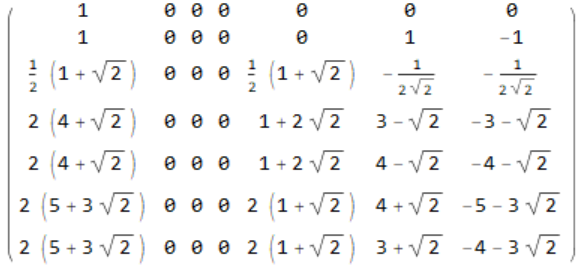 1 0 0 0 0 0 0
1 0 0 0 0 1 -1
1/2 (1 + √2) 0 0 0 1/2 (1 + √2) -1/(2√2) -1/(2√2)
2 (4 + √2) 0 0 0 1 + 2 √2 3 - √2 -3 - √2
2 (4 + √2) 0 0 0 1 + 2 √2 4 - √2 -4 - √2
2 (5 + 3 √2) 0 0 0 2 (1 + √2) 4 + √2 -5 - 3 √2
2 (5 + 3 √2) 0 0 0 2 (1 + √2) 3 + √2 -4 - 3 √2